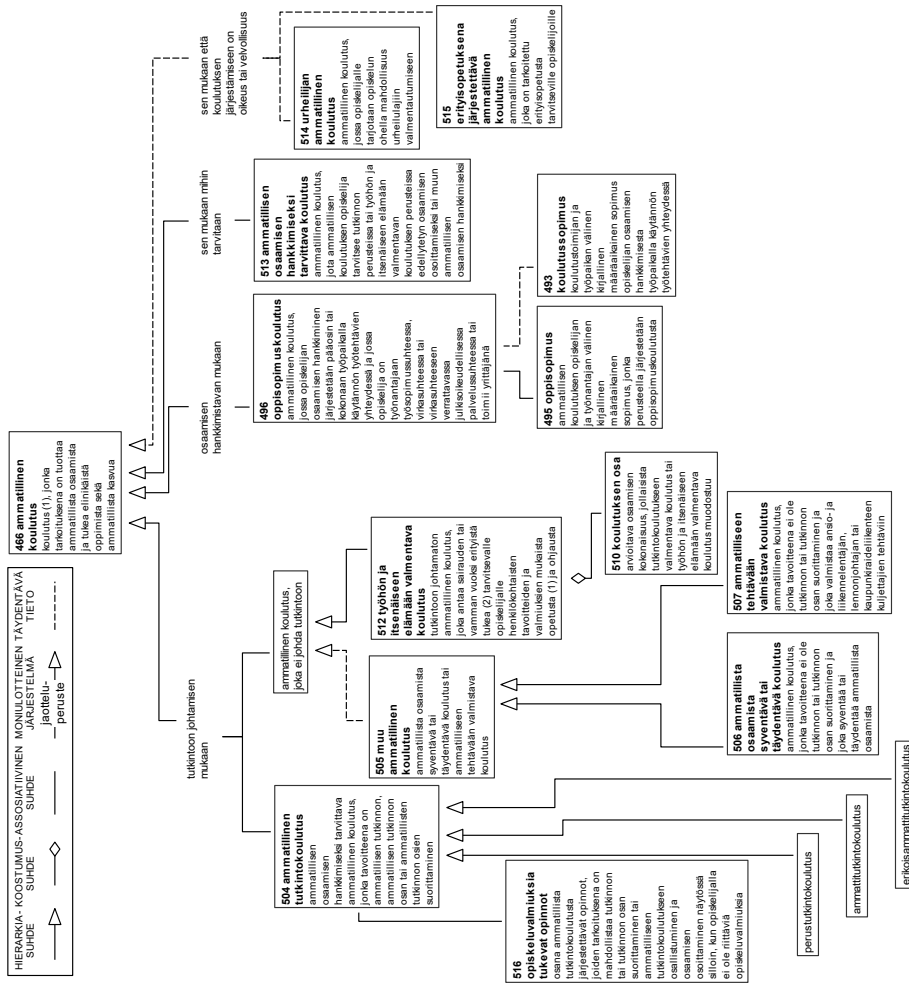 HIERARKIA- KOOSTUMUS- ASSOSIATIIVINEN MONIULOTTEINEN TÄYDENTÄVÄ
SUHDE SUHDE SUHDE JÄRJESTELMÄ TIETO
jaottelu-
peruste
466 ammatillinen
koulutus
koulutus (1), jonka
tarkoituksena on tuottaa
ammatillista osaamista
ja tukea elinikäistä
oppimista sekä
ammatillista kasvua
tutkintoon johtamisen
mukaan
osaamisen
hankkimistavan mukaan
sen mukaan mihin
tarvitaan
sen mukaan että
koulutuksen
järjestämiseen on
oikeus tai velvollisuus
504 ammatillinen
tutkintokoulutus
ammatillisen
osaamisen
hankkimiseksi tarvittava
ammatillinen koulutus,
jonka tavoitteena on
ammatillisen tutkinnon,
ammatillisen tutkinnon
osan tai ammatillisten
tutkinnon osien
suorittaminen
ammatillinen koulutus,
joka ei johda tutkintoon
505 muu
ammatillinen
koulutus
ammatillista osaamista
syventävä tai
täydentävä koulutus tai
ammatilliseen
tehtävään valmistava
koulutus
512 työhön ja
itsenäiseen
elämään valmentava
koulutus
tutkintoon johtamaton
ammatillinen koulutus,
joka antaa sairauden tai
vamman vuoksi erityistä
tukea (2) tarvitsevalle
opiskelijalle
henkilökohtaisten
tavoitteiden ja
valmiuksien mukaista
opetusta (1) ja ohjausta
496
oppisopimuskoulutus
ammatillinen koulutus,
jossa opiskelijan
osaamisen hankkiminen
järjestetään pääosin tai
kokonaan työpaikalla
käytännön työtehtävien
yhteydessä ja jossa
opiskelija on
työnantajaan
työsopimussuhteessa,
virkasuhteessa tai
virkasuhteeseen
verrattavassa
julkisoikeudellisessa
palvelussuhteessa tai
toimii yrittäjänä
513 ammatillisen
osaamisen
hankkimiseksi
tarvittava koulutus
ammatillinen koulutus,
jota ammatillisen
koulutuksen opiskelija
tarvitsee tutkinnon
perusteissa tai työhön ja
itsenäiseen elämään
valmentavan
koulutuksen perusteissa
edellytetyn osaamisen
osoittamiseksi tai muun
ammatillisen
osaamisen hankkimiseksi
514 urheilijan
ammatillinen
koulutus
ammatillinen koulutus,
jossa opiskelijalle
tarjotaan opiskelun
ohella mahdollisuus
urheilulajiin
valmentautumiseen
515
erityisopetuksena
järjestettävä
ammatillinen
koulutus
ammatillinen koulutus,
joka on tarkoitettu
erityisopetusta
tarvitseville opiskelijoille
516
opiskeluvalmiuksia
tukevat opinnot
osana ammatillista
tutkintokoulutusta
järjestettävät opinnot,
joiden tarkoituksena on
mahdollistaa tutkinnon
tai tutkinnon osan
suorittaminen tai
ammatilliseen
tutkintokoulutukseen
osallistuminen ja
osaamisen
osoittaminen näytössä
silloin, kun opiskelijalla
ei ole riittäviä
opiskeluvalmiuksia
510 koulutuksen osa
arvioitava osaamisen
kokonaisuus, jollaisista
tutkintokoulutukseen
valmentava koulutus tai
työhön ja itsenäiseen
elämään valmentava
koulutus muodostuu
495 oppisopimus
ammatillisen
koulutuksen opiskelijan
ja työnantajan välinen
kirjallinen
määräaikainen
sopimus, jonka
perusteella järjestetään
oppisopimuskoulutusta
493
koulutussopimus
koulutustoimijan ja
työpaikan välinen
kirjallinen
määräaikainen sopimus
opiskelijan osaamisen
hankkimisesta
työpaikalla käytännön
työtehtävien yhteydessä
506 ammatillista
osaamista
syventävä tai
täydentävä koulutus
ammatillinen koulutus,
jonka tavoitteena ei ole
tutkinnon tai tutkinnon
osan suorittaminen ja
joka syventää tai
täydentää ammatillista
osaamista
507 ammatilliseen
tehtävään
valmistava koulutus
ammatillinen koulutus,
jonka tavoitteena ei ole
tutkinnon tai tutkinnon
osan suorittaminen ja
joka valmistaa ansio- ja
liikennelentäjän,
lennonjohtajan tai
kaupunkiraideliikenteen
kuljettajien tehtäviin
perustutkintokoulutus
ammattitutkintokoulutus
erikoisammattitutkintokoulutus